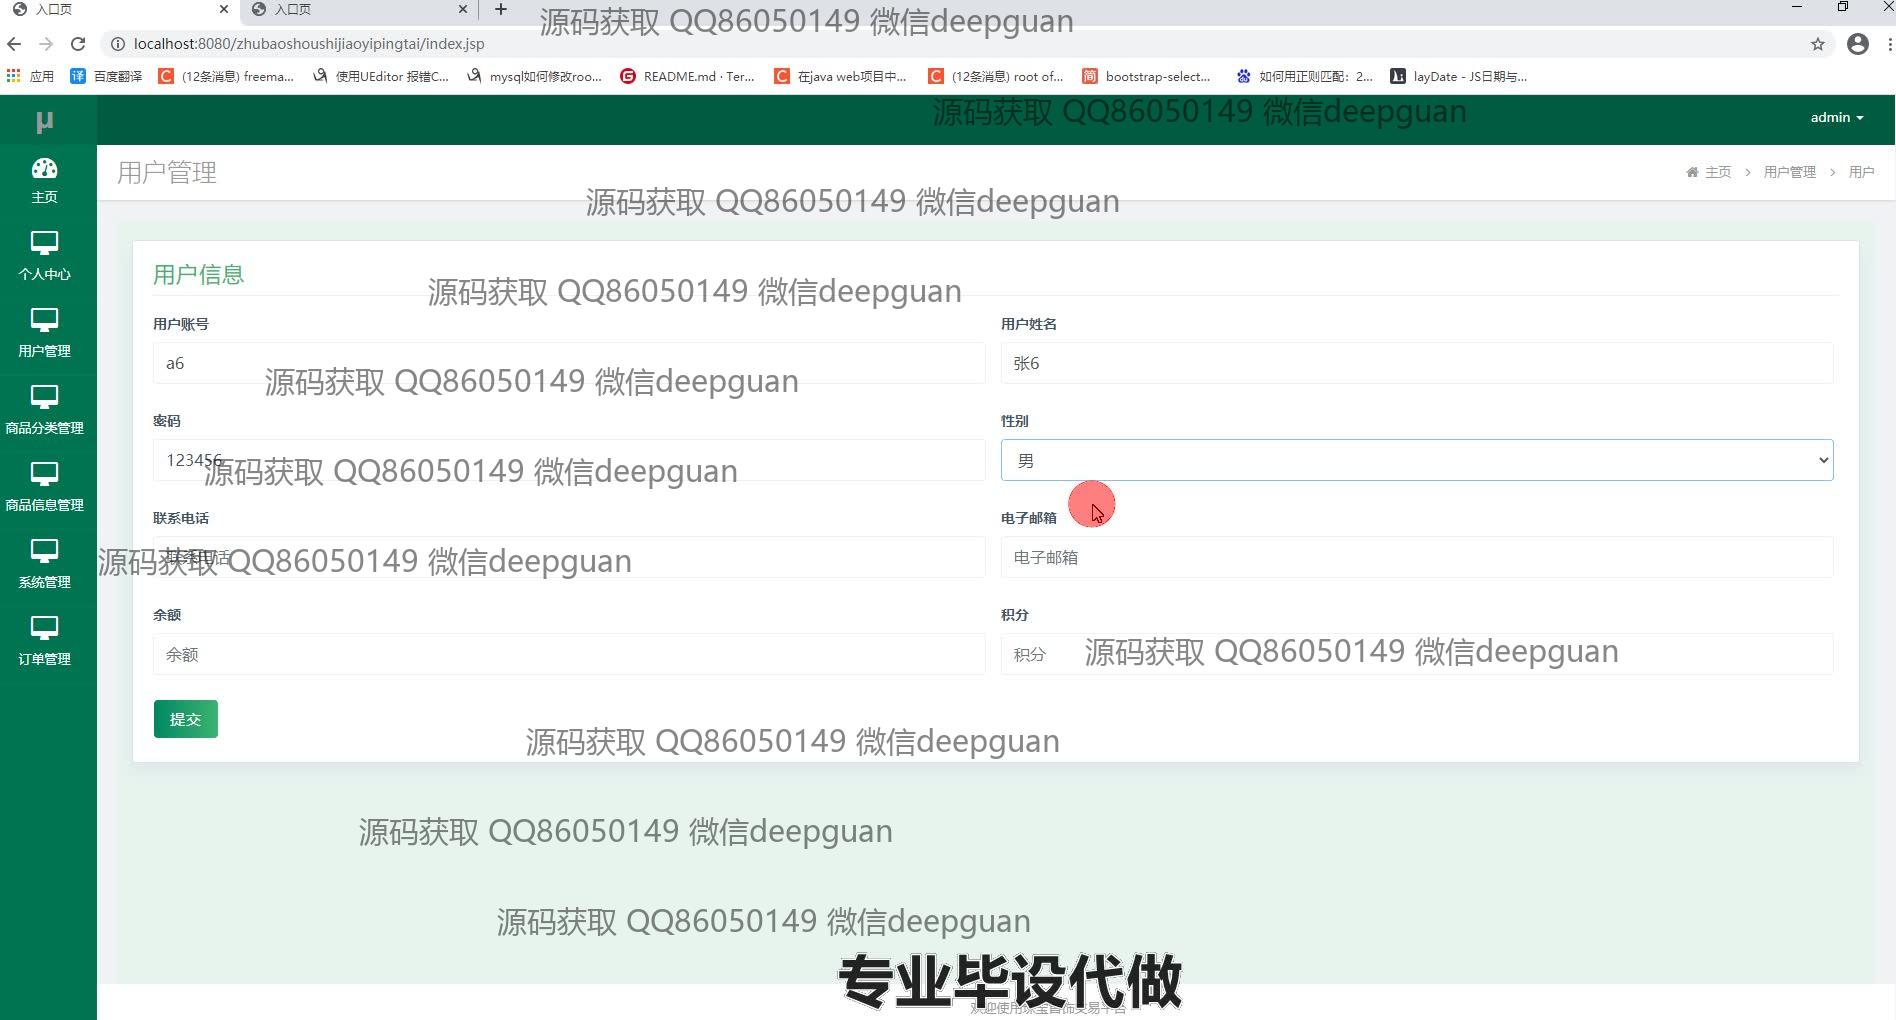 入口页
入口页
源码获取 QQ86050149 微信deepguan
localhost:8080/zhubaoshoushijiaoyipingtai/index.jsp
应用
百度翻译
(12条消息) freema...
使用UEditor 报错C...
mysql如何修改roo...
README.md · Ter...
在java web项目中...
(12条消息) root of...
bootstrap-select...
如何用正则匹配：2...
layDate - JS日期与...
源码获取 QQ86050149 微信deepguan
μ
admin
主页
用户管理
主页 > 用户管理 > 用户
源码获取 QQ86050149 微信deepguan
个人中心
用户信息
源码获取 QQ86050149 微信deepguan
用户管理
用户账号
用户姓名
a6
张6
源码获取 QQ86050149 微信deepguan
商品分类管理
密码
性别
123456
男
源码获取 QQ86050149 微信deepguan
商品信息管理
联系电话
电子邮箱
联系电话
电子邮箱
源码获取 QQ86050149 微信deepguan
系统管理
余额
积分
余额
积分
源码获取 QQ86050149 微信deepguan
订单管理
提交
源码获取 QQ86050149 微信deepguan
源码获取 QQ86050149 微信deepguan
源码获取 QQ86050149 微信deepguan
专业毕设代做
欢迎使用珠宝首饰交易平台